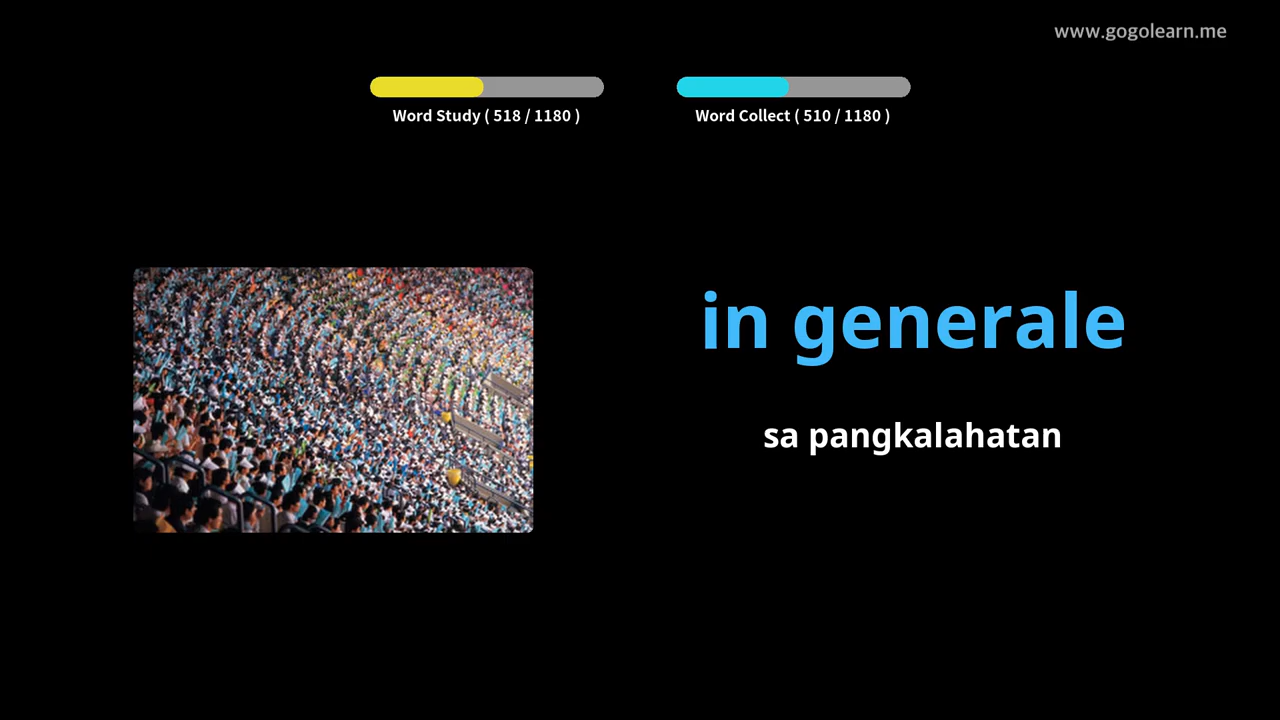 www.gogolearn.me
Word Study ( 518 / 1180 )
Word Collect ( 510 / 1180 )
in generale
sa pangkalahatan